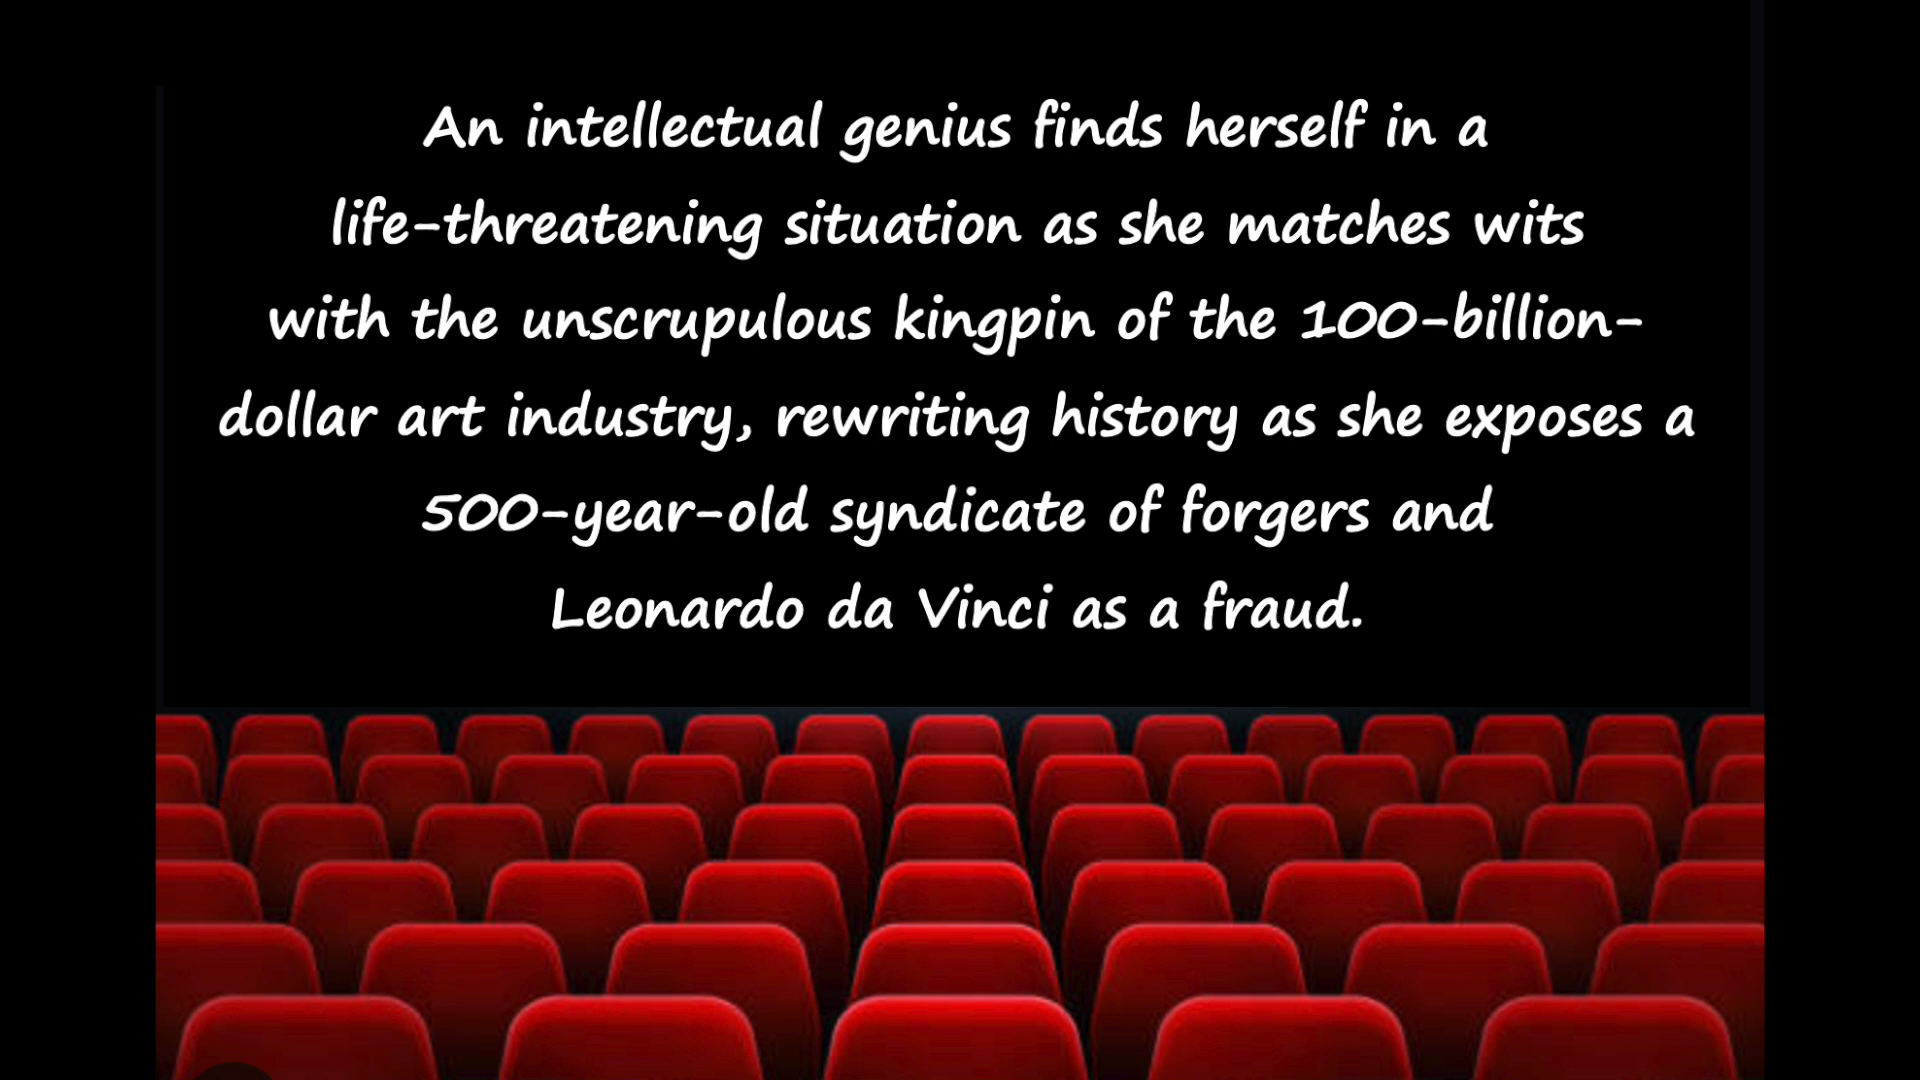 An intellectual genius finds herself in a
life-threatening situation as she matches wits
with the unscrupulous kingpin of the 100-billion-
dollar art industry, rewriting history as she exposes a
500-year-old syndicate of forgers and
Leonardo da Vinci as a fraud.